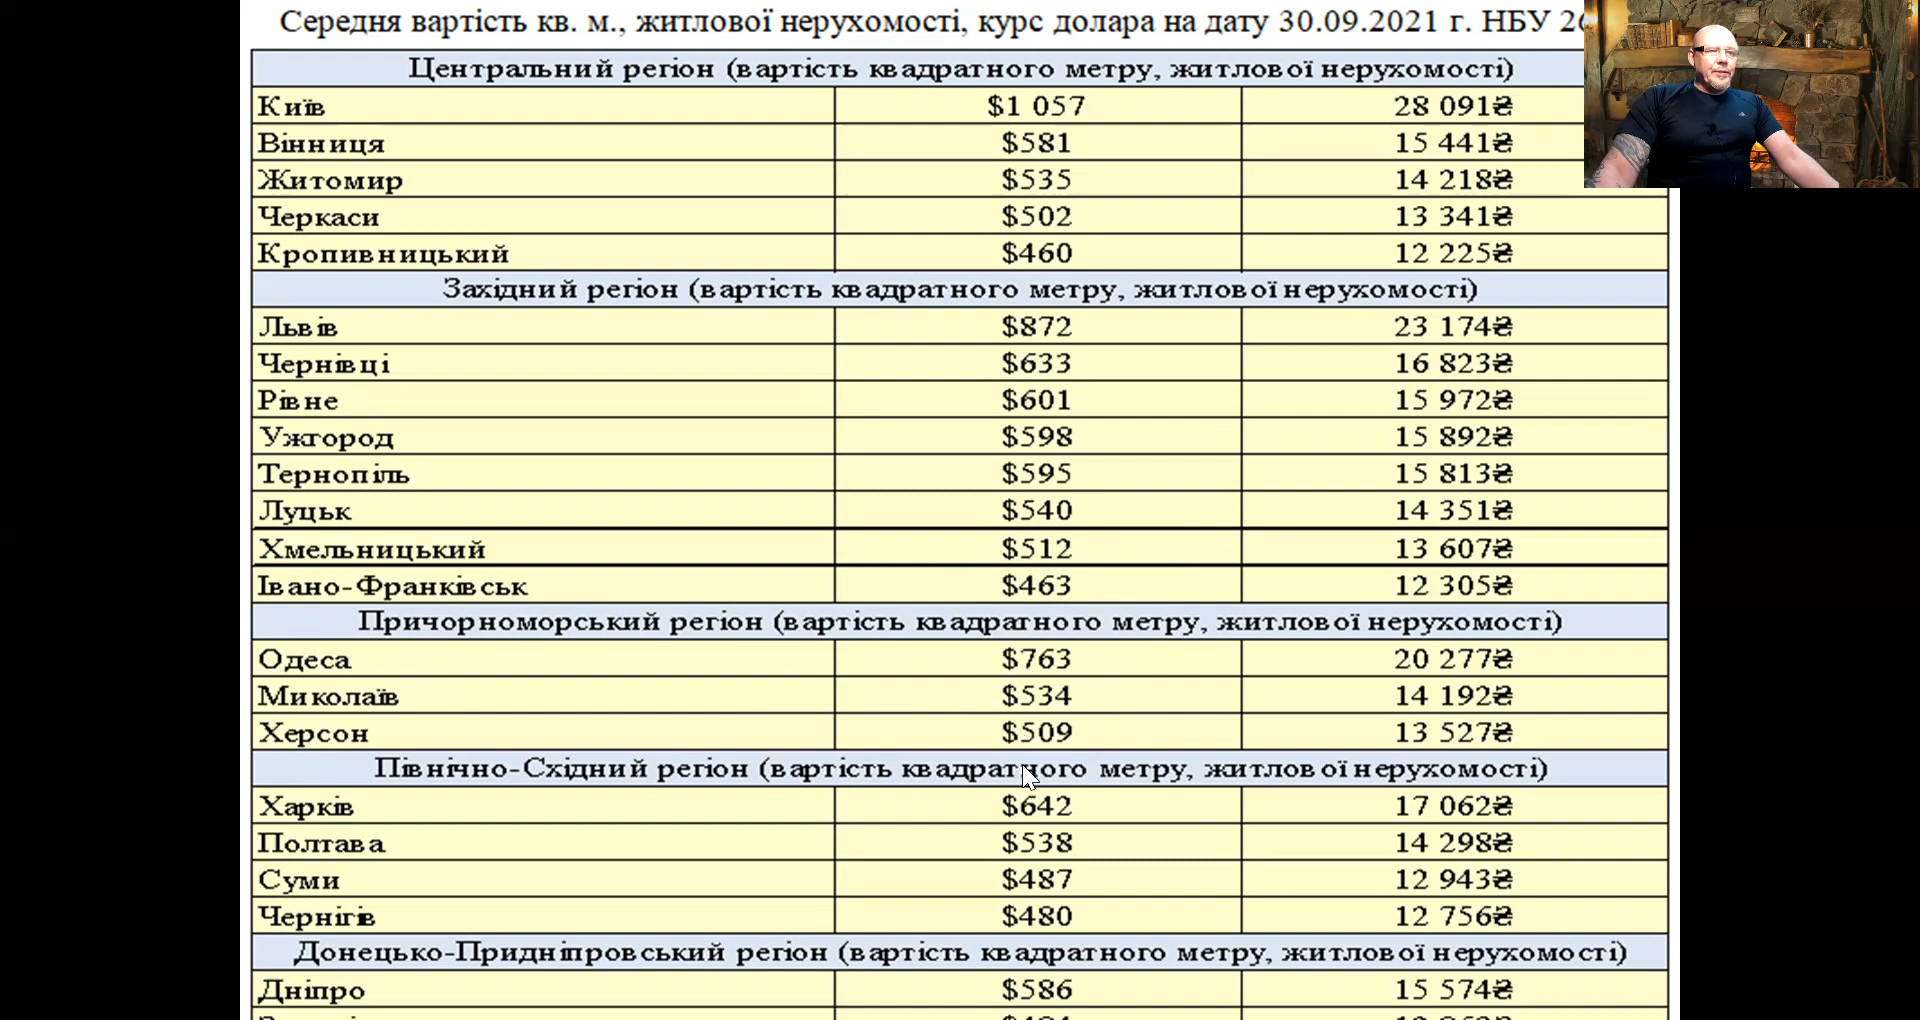 Середня вартість кв. м., житлової нерухомості, курс долара на дату 30.09.2021 г. НБУ
Центральний регіон (вартість квадратного метру, житлової нерухомості)
Київ $1 057 28 091₴
Вінниця $581 15 441₴
Житомир $535 14 218₴
Черкаси $502 13 341₴
Кропивницький $460 12 225₴
Західний регіон (вартість квадратного метру, житлової нерухомості)
Львів $872 23 174₴
Чернівці $633 16 823₴
Рівне $601 15 972₴
Ужгород $598 15 892₴
Тернопіль $595 15 813₴
Луцьк $540 14 351₴
Хмельницький $512 13 607₴
Івано-Франківськ $463 12 305₴
Причорноморський регіон (вартість квадратного метру, житлової нерухомості)
Одеса $763 20 277₴
Миколаїв $534 14 192₴
Херсон $509 13 527₴
Північно-Східний регіон (вартість квадратного метру, житлової нерухомості)
Харків $642 17 062₴
Полтава $538 14 298₴
Суми $487 12 943₴
Чернігів $480 12 756₴
Донецько-Придніпровський регіон (вартість квадратного метру, житлової нерухомості)
Дніпро $586 15 574₴